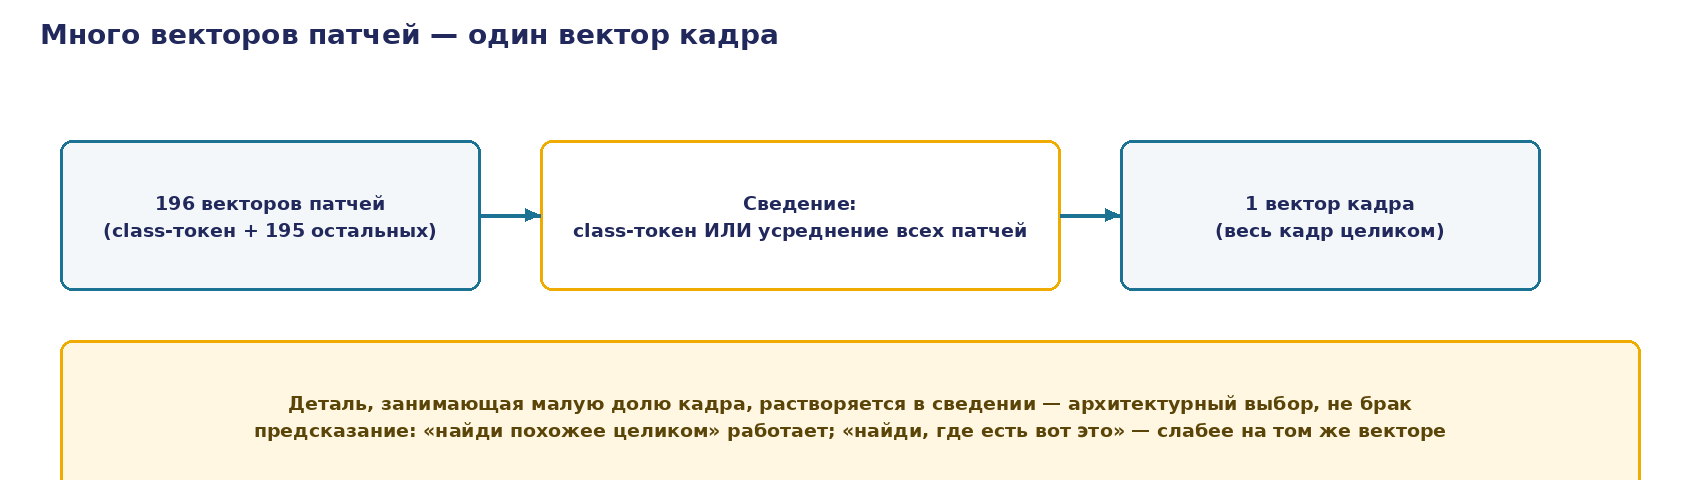 Много векторов патчей — один вектор кадра
196 векторов патчей
(class-токен + 195 остальных)
Сведение:
class-токен ИЛИ усреднение всех патчей
1 вектор кадра
(весь кадр целиком)
Деталь, занимающая малую долю кадра, растворяется в сведении — архитектурный выбор, не брак
предсказание: «найди похожее целиком» работает; «найди, где есть вот это» — слабее на том же векторе